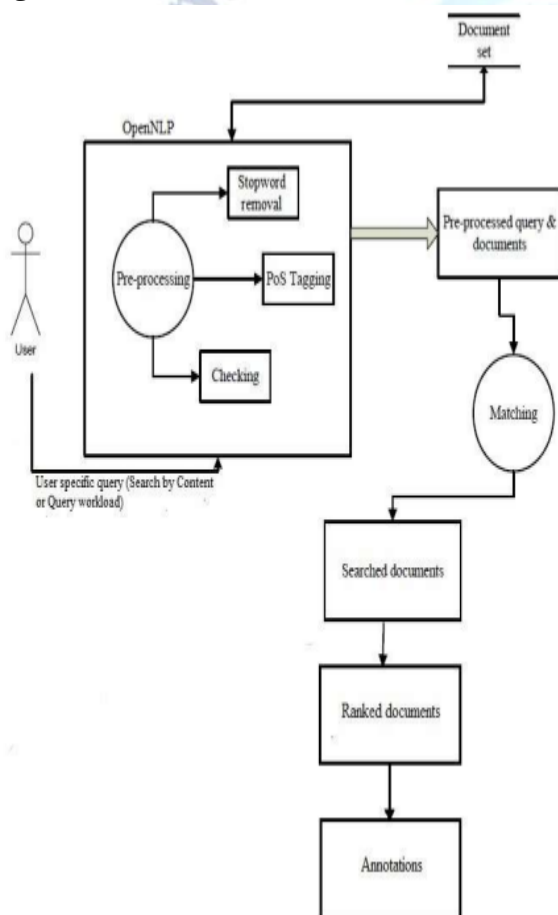 Document
set
OpenNLP
Stopword
removal
Pre-processing
PoS Tagging
Checking
Pre-processed query &
documents
User
Matching
User specific query (Search by Content
or Query workload)
Searched documents
Ranked documents
Annotations